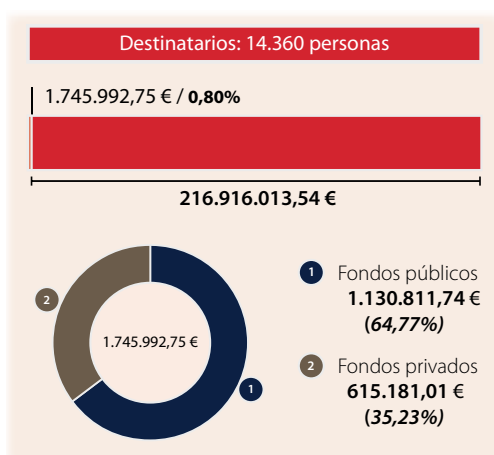 Destinatarios: 14.360 personas
1.745.992,75 € / 0,80%
216.916.013,54 €
1 Fondos públicos
1.130.811,74 €
(64,77%)
2
1.745.992,75 €
2 Fondos privados
615.181,01 €
(35,23%)
1